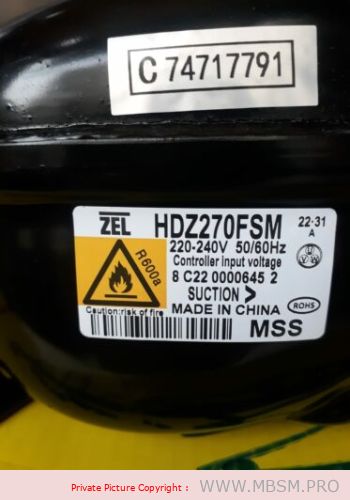 C 74717791
ZEL HDZ270FSM 22-31 A
220-240V 50/60Hz
Controller input voltage
R600a
8 C22 0000645 2
SUCTION >
MADE IN CHINA
ROHS
Caution:risk of fire
MSS
Private Picture Copyright : WWW.MBSM.PRO